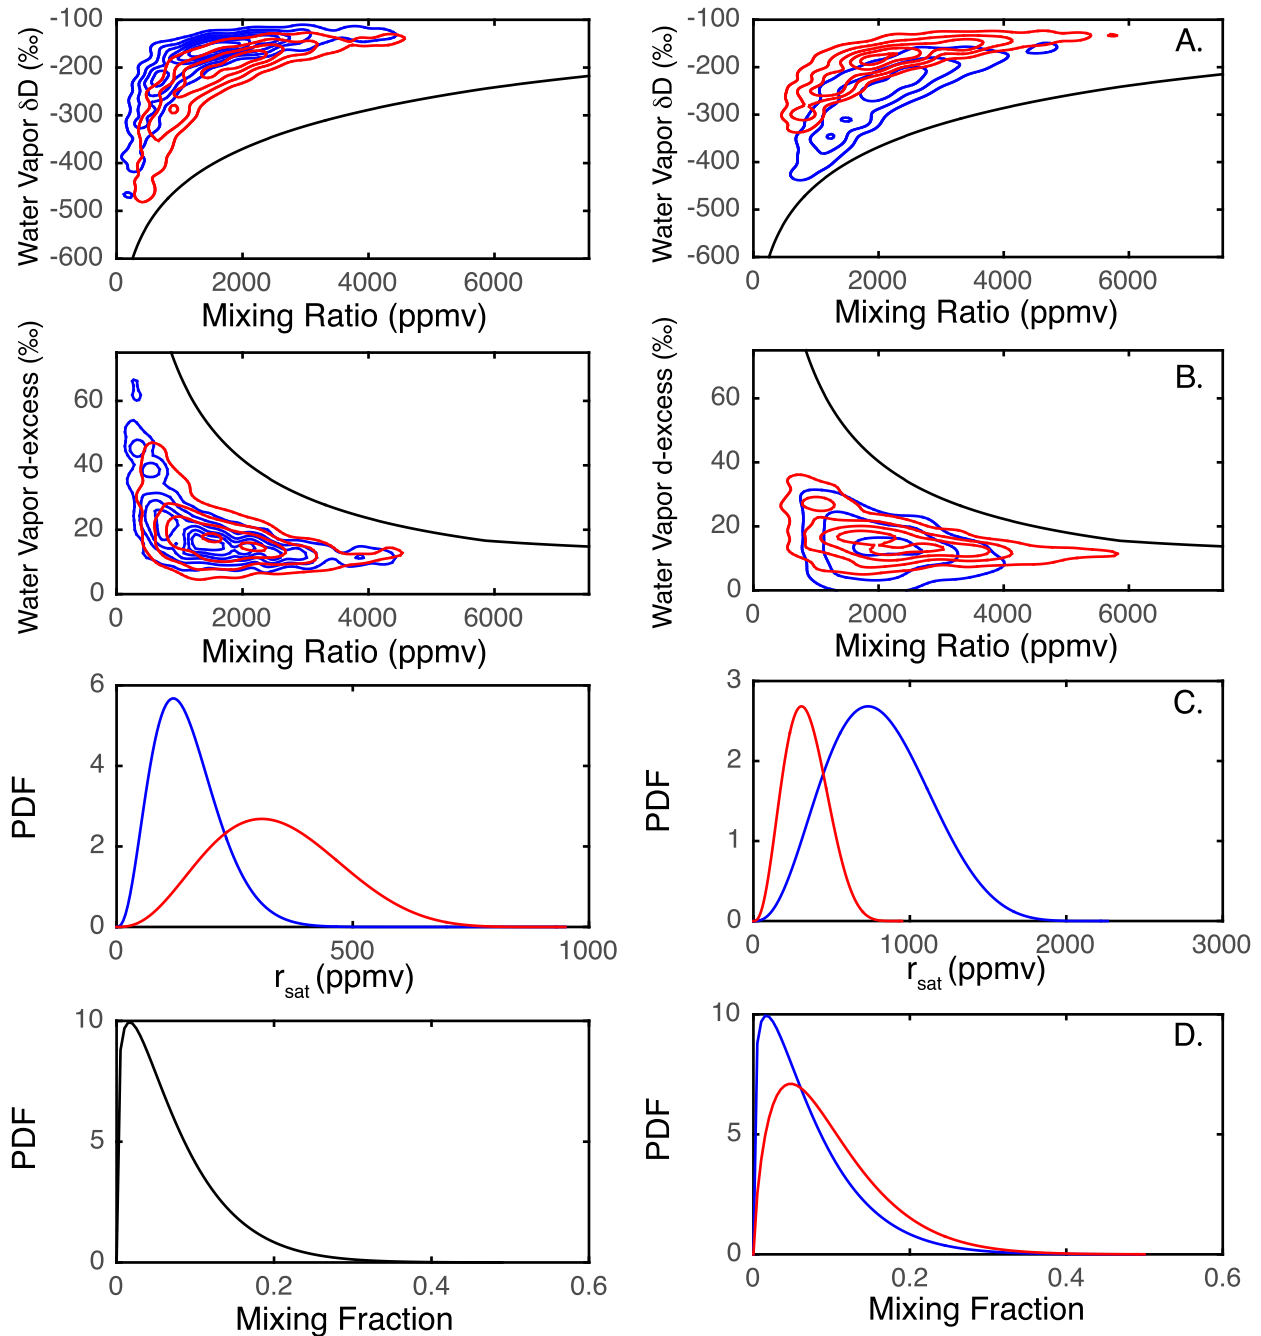 -100
-200
-300
-400
-500
-600
Water Vapor δD (‰)
0 2000 4000 6000
Mixing Ratio (ppmv)
A.
-100
-200
-300
-400
-500
-600
Water Vapor δD (‰)
0 2000 4000 6000
Mixing Ratio (ppmv)
60
40
20
0
Water Vapor d-excess (‰)
0 2000 4000 6000
Mixing Ratio (ppmv)
B.
60
40
20
0
Water Vapor d-excess (‰)
0 2000 4000 6000
Mixing Ratio (ppmv)
6
4
2
0
PDF
0 500 1000
rsat (ppmv)
C.
3
2
1
0
PDF
0 1000 2000 3000
rsat (ppmv)
10
5
0
PDF
0 0.2 0.4 0.6
Mixing Fraction
D.
10
5
0
PDF
0 0.2 0.4 0.6
Mixing Fraction